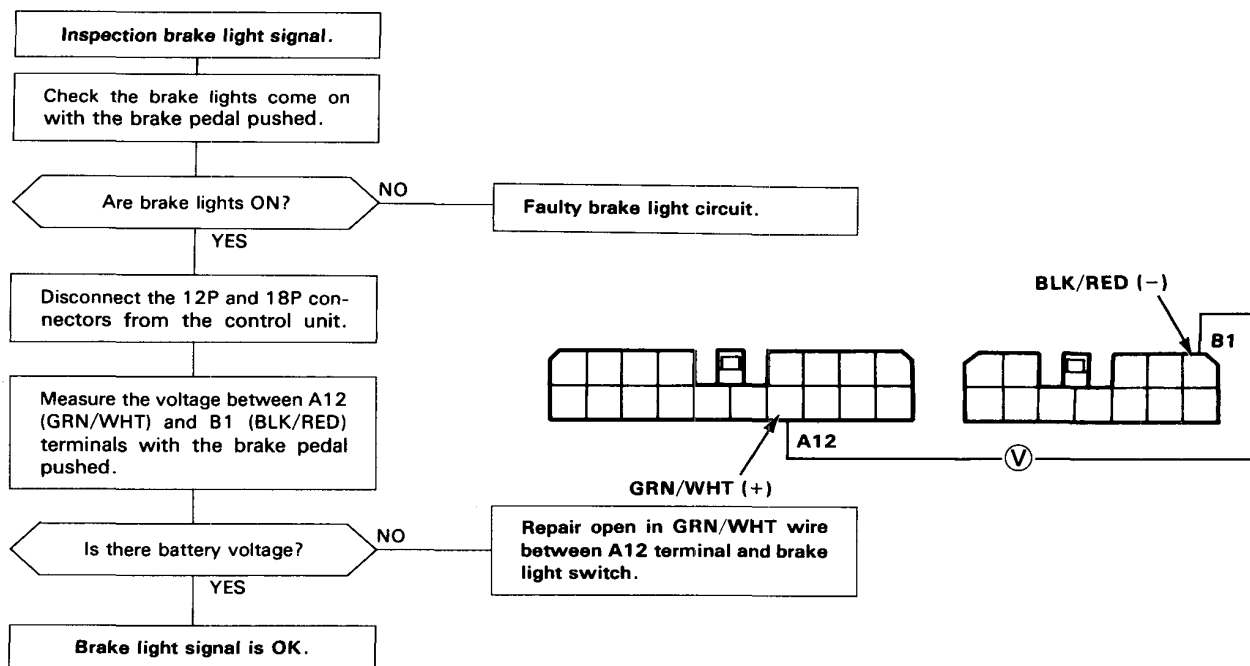 Inspection brake light signal.
Check the brake lights come on
with the brake pedal pushed.
Are brake lights ON?
NO
Faulty brake light circuit.
YES
Disconnect the 12P and 18P con-
nectors from the control unit.
Measure the voltage between A12
(GRN/WHT) and B1 (BLK/RED)
terminals with the brake pedal
pushed.
BLK/RED (−)
B1
A12
V
GRN/WHT (+)
Is there battery voltage?
NO
Repair open in GRN/WHT wire
between A12 terminal and brake
light switch.
YES
Brake light signal is OK.